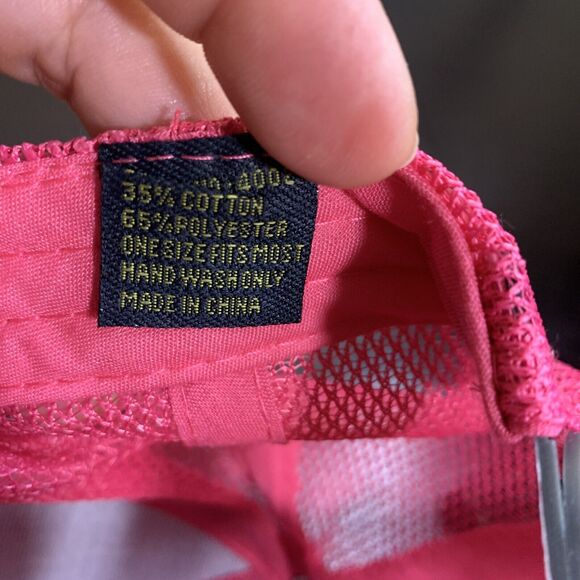 35% COTTON
65%POLYESTER
ONE SIZE FITS MOST
HAND WASH ONLY
MADE IN CHINA